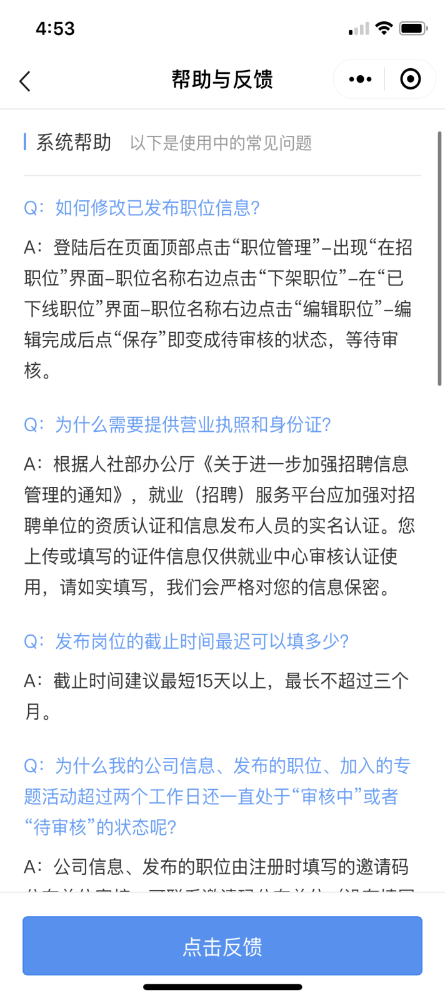 4:53
帮助与反馈
系统帮助 以下是使用中的常见问题
Q：如何修改已发布职位信息？
A：登陆后在页面顶部点击“职位管理”–出现“在招
职位”界面–职位名称右边点击“下架职位”–在“已
下线职位”界面–职位名称右边点击“编辑职位”–编
辑完成后点“保存”即变成待审核的状态，等待审
核。
Q：为什么需要提供营业执照和身份证？
A：根据人社部办公厅《关于进一步加强招聘信息
管理的通知》，就业（招聘）服务平台应加强对招
聘单位的资质认证和信息发布人员的实名认证。您
上传或填写的证件信息仅供就业中心审核认证使
用，请如实填写，我们会严格对您的信息保密。
Q：发布岗位的截止时间最迟可以填多少？
A：截止时间建议最短15天以上，最长不超过三个
月。
Q：为什么我的公司信息、发布的职位、加入的专
题活动超过两个工作日还一直处于“审核中”或者
“待审核”的状态呢？
A：公司信息、发布的职位由注册时填写的邀请码
点击反馈